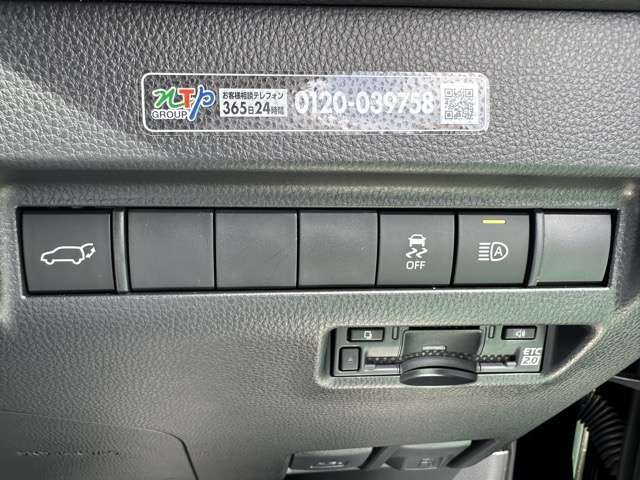 NTP
GROUP
お客様相談テレフォン
365日24時間
0120-039758
OFF
A
ETC
2.0